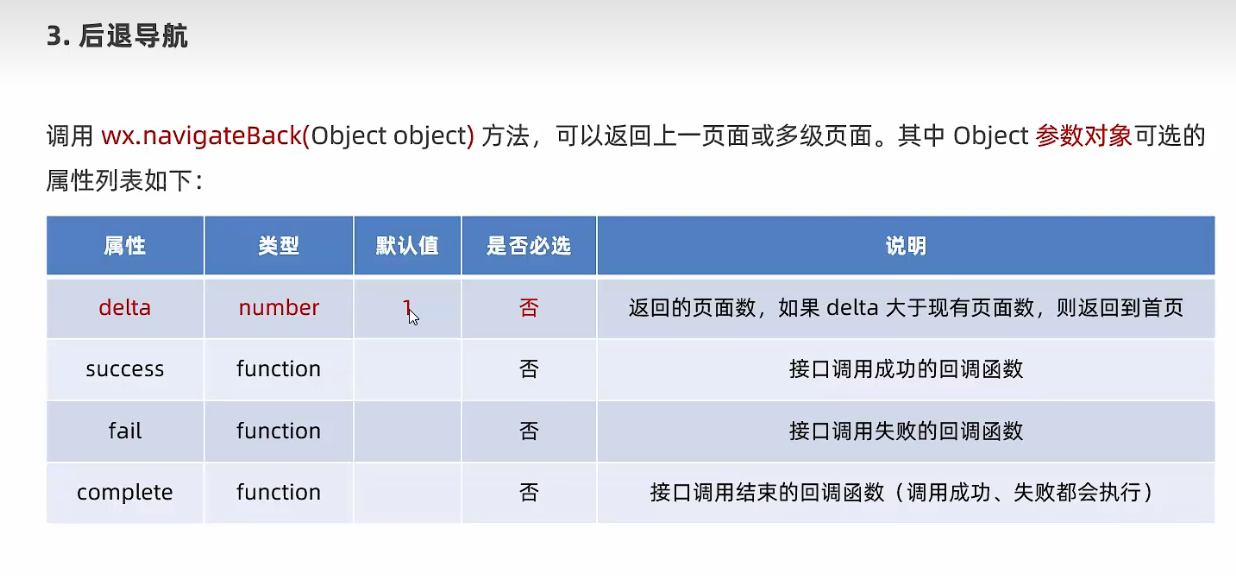 3. 后退导航
调用 wx.navigateBack(Object object) 方法，可以返回上一页面或多级页面。其中 Object 参数对象可选的
属性列表如下：
属性 类型 默认值 是否必选 说明
delta number 1 否 返回的页面数，如果 delta 大于现有页面数，则返回到首页
success function 否 接口调用成功的回调函数
fail function 否 接口调用失败的回调函数
complete function 否 接口调用结束的回调函数（调用成功、失败都会执行）